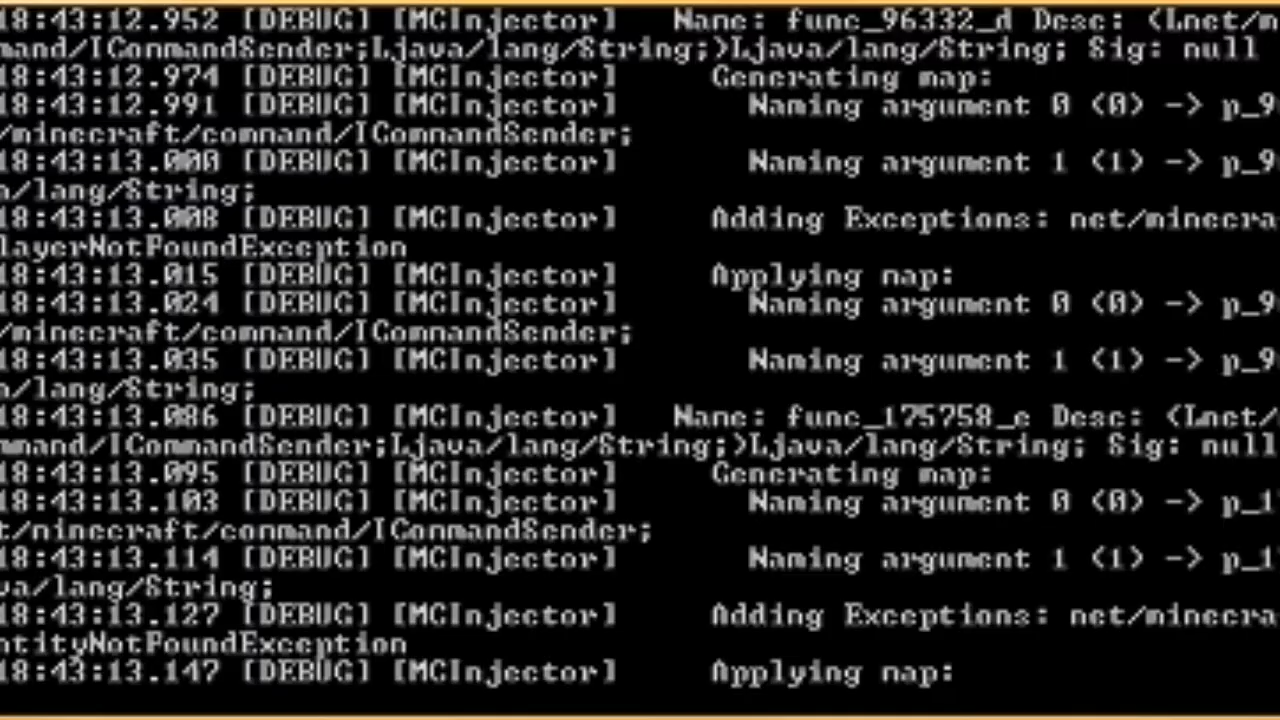 18:43:12.952 [DEBUG] [MCInjector] Name: func_96332_d Desc: (Lnet/m
mand/ICommandSender;Ljava/lang/String;)Ljava/lang/String; Sig: null
18:43:12.974 [DEBUG] [MCInjector] Generating map:
18:43:12.991 [DEBUG] [MCInjector] Naming argument 0 (0) -> p_9
/minecraft/command/ICommandSender;
18:43:13.000 [DEBUG] [MCInjector] Naming argument 1 (1) -> p_9
a/lang/String;
18:43:13.008 [DEBUG] [MCInjector] Adding Exceptions: net/minecra
layerNotFoundException
18:43:13.015 [DEBUG] [MCInjector] Applying map:
18:43:13.024 [DEBUG] [MCInjector] Naming argument 0 (0) -> p_9
/minecraft/command/ICommandSender;
18:43:13.035 [DEBUG] [MCInjector] Naming argument 1 (1) -> p_9
a/lang/String;
18:43:13.086 [DEBUG] [MCInjector] Name: func_175758_e Desc: (Lnet/
mmand/ICommandSender;Ljava/lang/String;)Ljava/lang/String; Sig: null
18:43:13.095 [DEBUG] [MCInjector] Generating map:
18:43:13.103 [DEBUG] [MCInjector] Naming argument 0 (0) -> p_1
t/minecraft/command/ICommandSender;
18:43:13.114 [DEBUG] [MCInjector] Naming argument 1 (1) -> p_1
va/lang/String;
18:43:13.127 [DEBUG] [MCInjector] Adding Exceptions: net/minecra
ntityNotFoundException
18:43:13.147 [DEBUG] [MCInjector] Applying map: